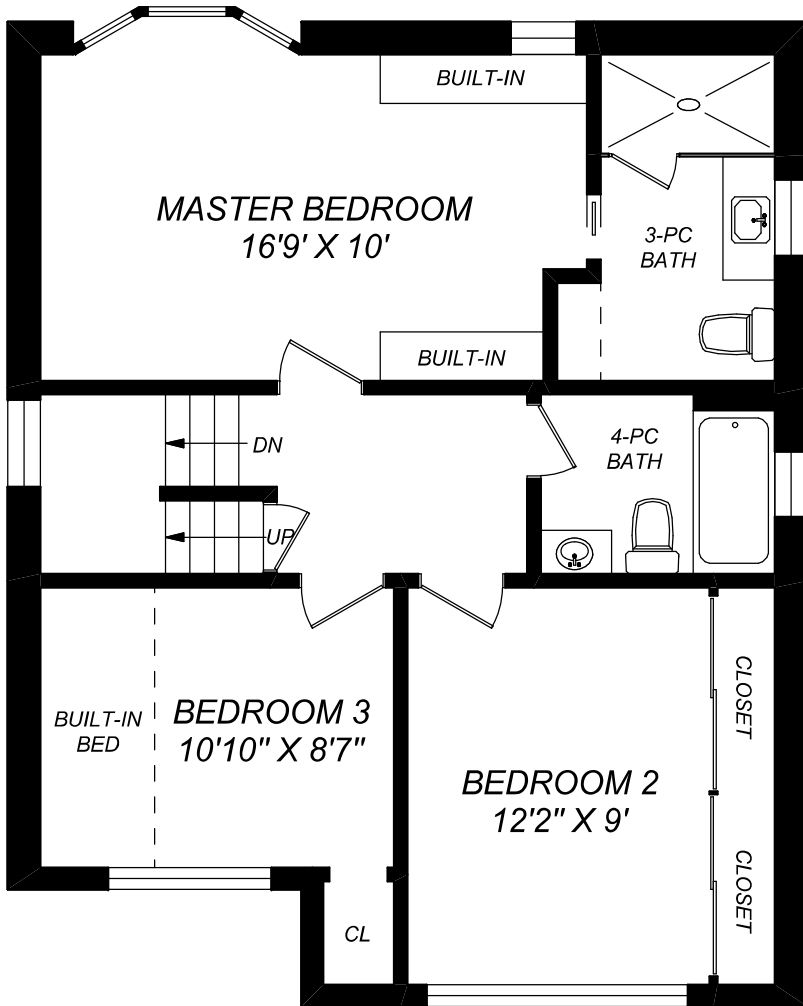 BUILT-IN
MASTER BEDROOM
16'9' X 10'
3-PC
BATH
BUILT-IN
DN
4-PC
BATH
UP
BUILT-IN
BED
BEDROOM 3
10'10" X 8'7"
CLOSET
BEDROOM 2
12'2" X 9'
CLOSET
CL